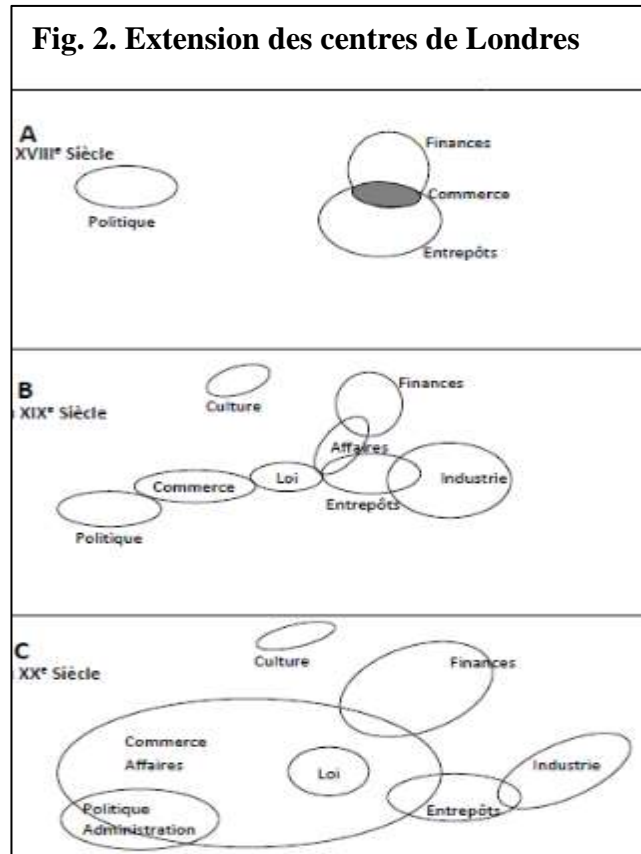 Fig. 2. Extension des centres de Londres
A
XVIIIᵉ Siècle
Finances
Commerce
Politique
Entrepôts
B
XIXᵉ Siècle
Culture
Finances
Affaires
Commerce
Loi
Industrie
Entrepôts
Politique
C
XXᵉ Siècle
Culture
Finances
Commerce
Affaires
Loi
Industrie
Politique
Administration
Entrepôts